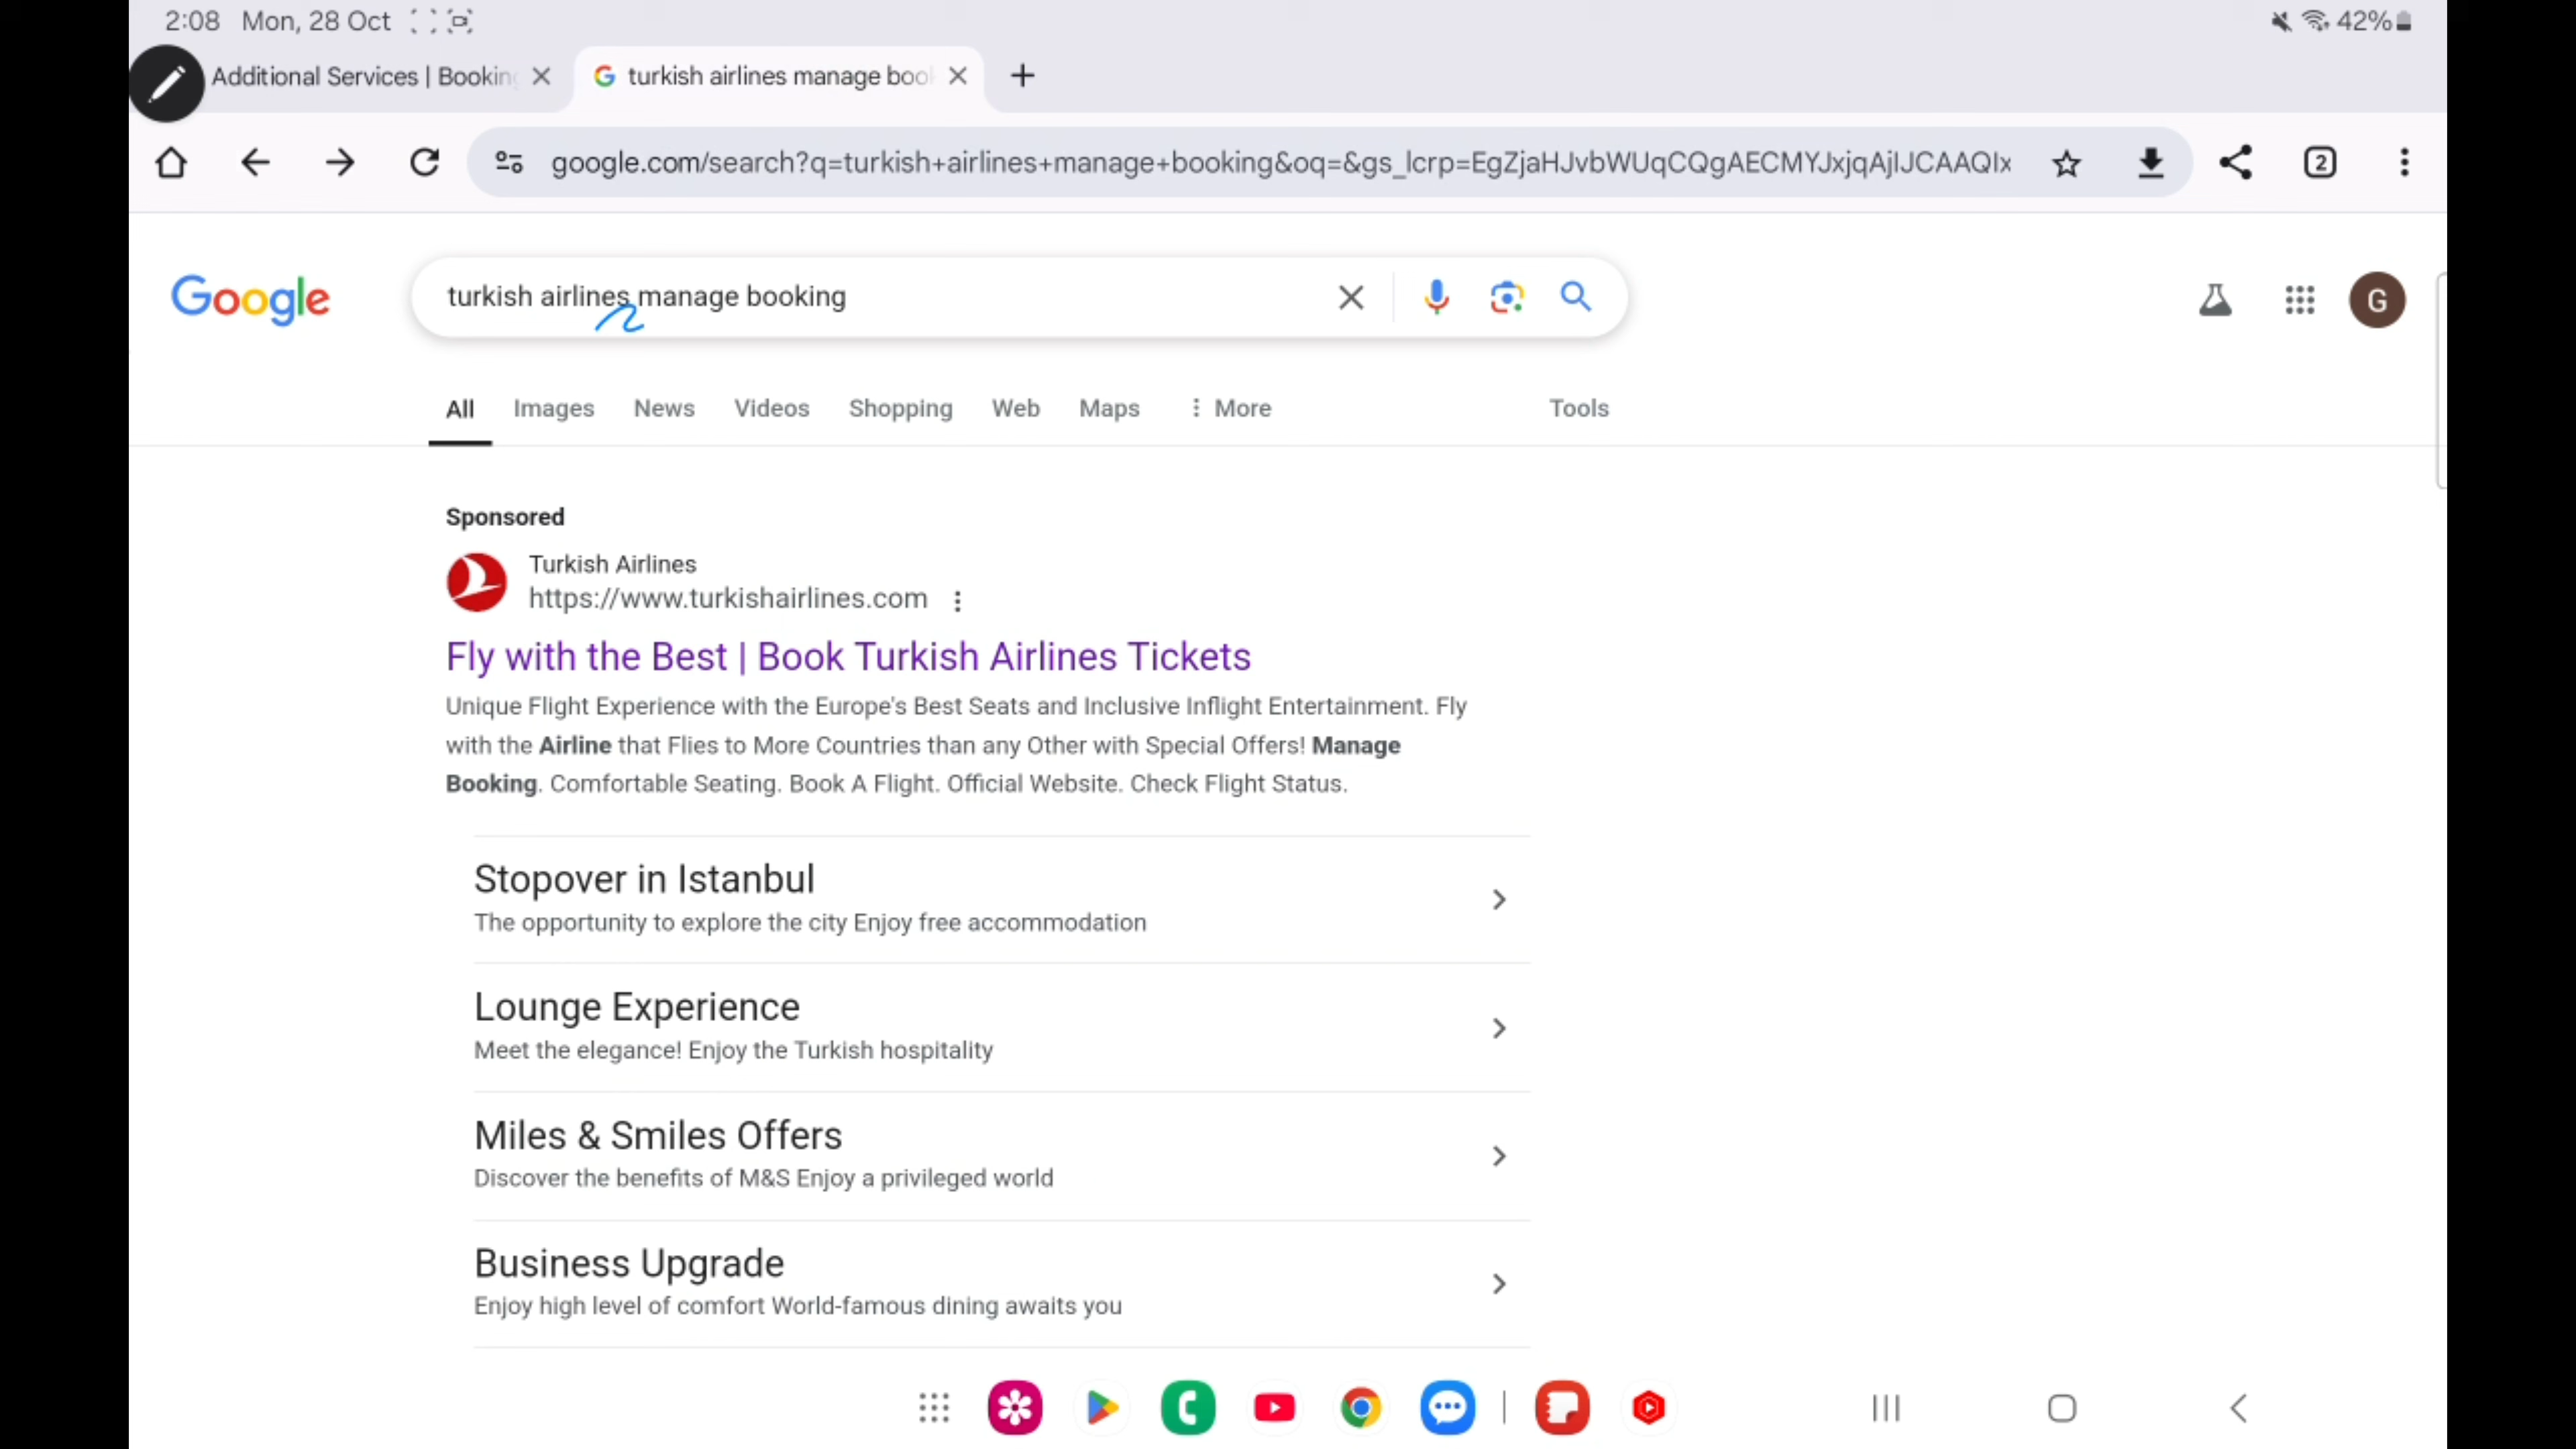 2:08 Mon, 28 Oct
42%
Additional Services | Booking
turkish airlines manage boo
google.com/search?q=turkish+airlines+manage+booking&oq=&gs_lcrp=EgZjaHJvbWUqCQgAECMYJxjqAjIJCAAQIx
2
Google
turkish airlines manage booking
G
All Images News Videos Shopping Web Maps More Tools
Sponsored
Turkish Airlines
https://www.turkishairlines.com
Fly with the Best | Book Turkish Airlines Tickets
Unique Flight Experience with the Europe's Best Seats and Inclusive Inflight Entertainment. Fly
with the Airline that Flies to More Countries than any Other with Special Offers! Manage
Booking. Comfortable Seating. Book A Flight. Official Website. Check Flight Status.
Stopover in Istanbul
The opportunity to explore the city Enjoy free accommodation
Lounge Experience
Meet the elegance! Enjoy the Turkish hospitality
Miles & Smiles Offers
Discover the benefits of M&S Enjoy a privileged world
Business Upgrade
Enjoy high level of comfort World-famous dining awaits you